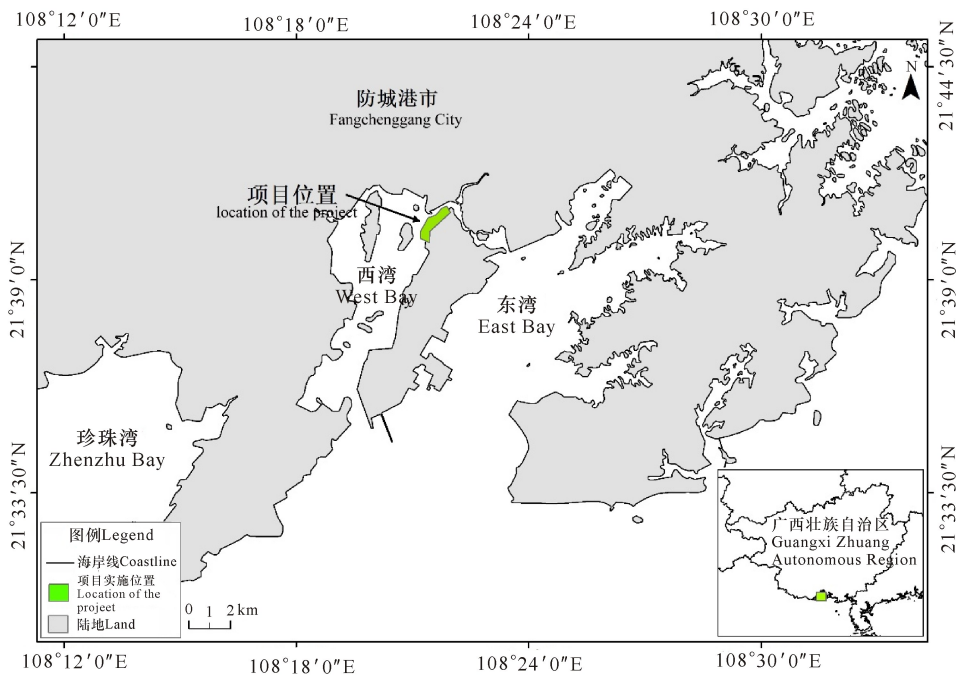 108°12′0″E
108°18′0″E
108°24′0″E
108°30′0″E
21°44′30″N
N
防城港市
Fangchenggang City
项目位置
location of the project
21°39′0″N
21°39′0″N
西湾
West Bay
东湾
East Bay
珍珠湾
Zhenzhu Bay
21°33′30″N
21°33′30″N
广西壮族自治区
Guangxi Zhuang
Autonomous Region
图例Legend
海岸线Coastline
项目实施位置
Location of the
projeet
陆地Land
0 1 2 km
108°12′0″E
108°18′0″E
108°24′0″E
108°30′0″E